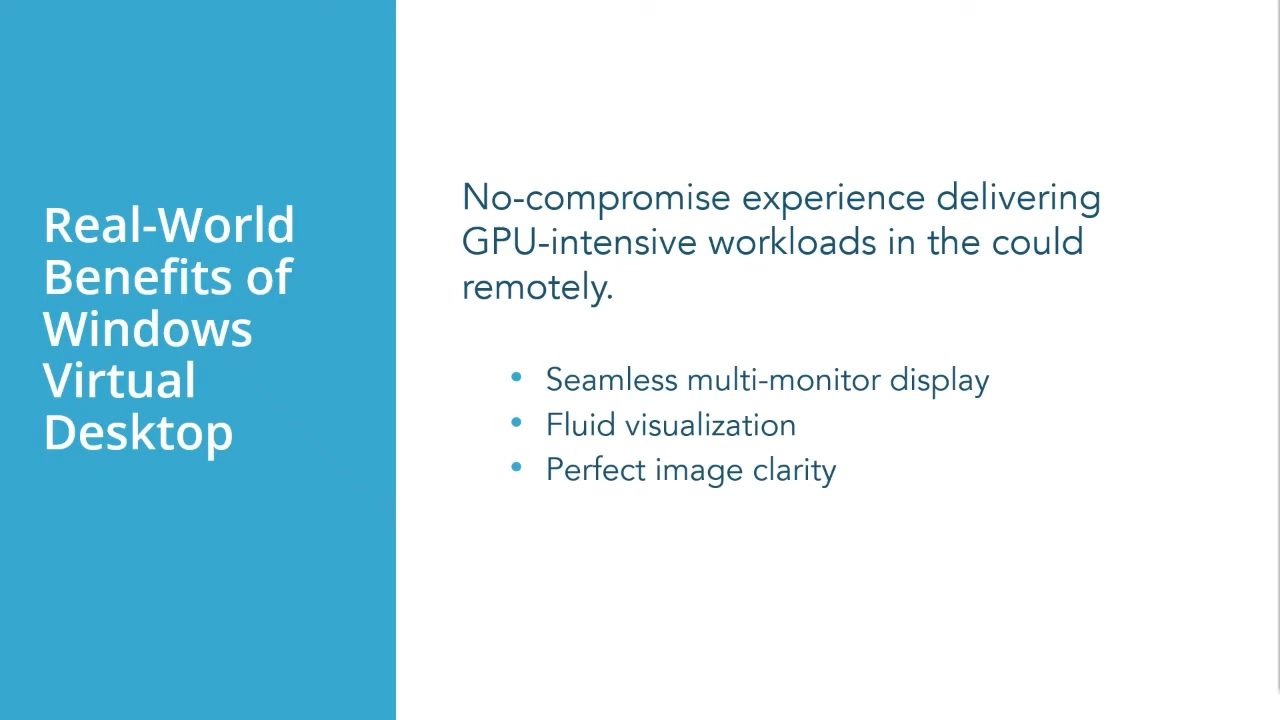 Real-World
Benefits of
Windows
Virtual
Desktop
No-compromise experience delivering
GPU-intensive workloads in the could
remotely.
• Seamless multi-monitor display
• Fluid visualization
• Perfect image clarity